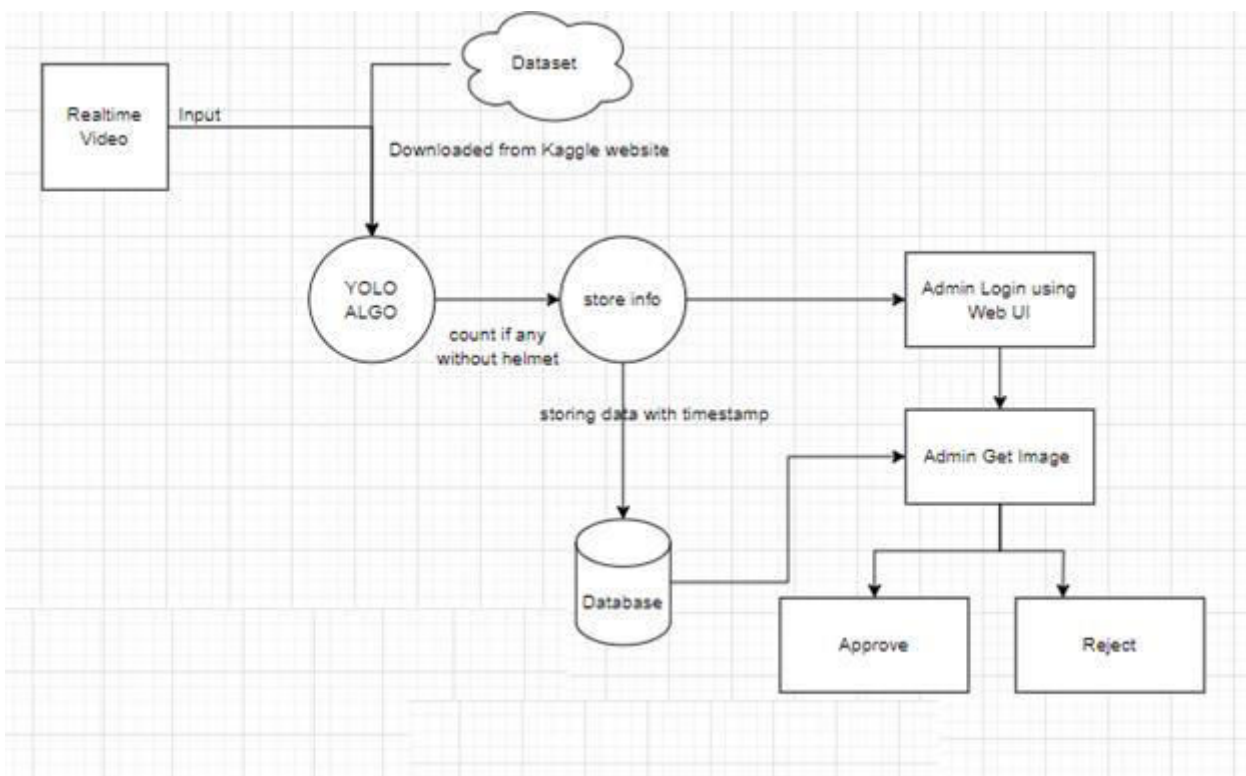 Dataset
Realtime
Video
Input
Downloaded from Kaggle website
YOLO
ALGO
store info
Admin Login using
Web UI
count if any
without helmet
storing data with timestamp
Admin Get Image
Database
Approve
Reject